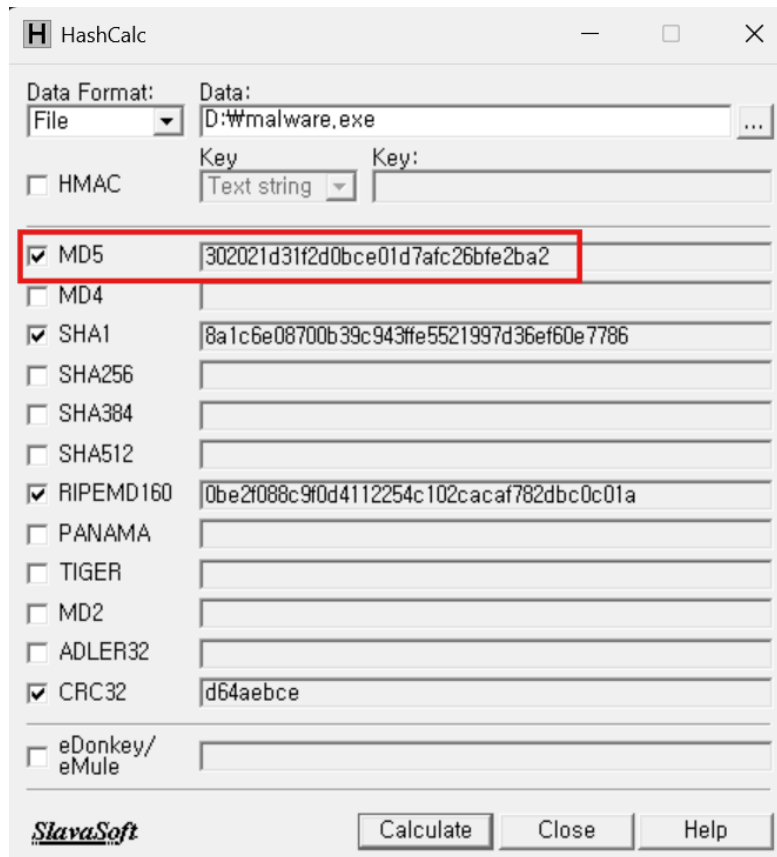 H HashCalc
Data Format: Data:
File D:₩malware.exe ...
Key Key:
HMAC Text string
MD5 302021d31f2d0bce01d7afc26bfe2ba2
MD4
SHA1 8a1c6e08700b39c943ffe5521997d36ef60e7786
SHA256
SHA384
SHA512
RIPEMD160 0be2f088c9f0d4112254c102cacaf782dbc0c01a
PANAMA
TIGER
MD2
ADLER32
CRC32 d64aebce
eDonkey/
eMule
SlavaSoft Calculate Close Help